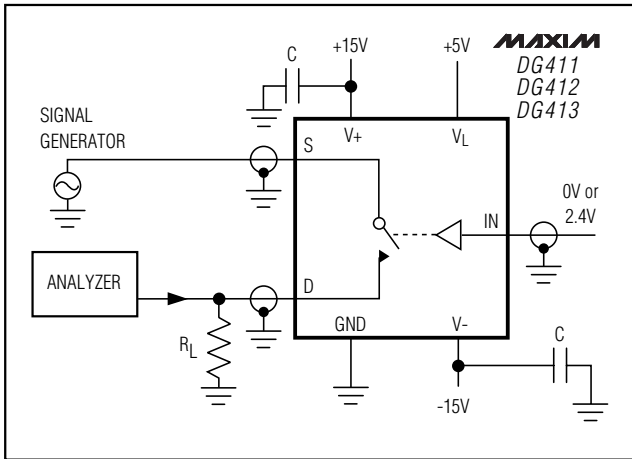 C
+15V
+5V
MAXIM
DG411
DG412
DG413
SIGNAL
GENERATOR
V+
VL
S
0V or
2.4V
IN
ANALYZER
D
RL
GND
V-
C
-15V